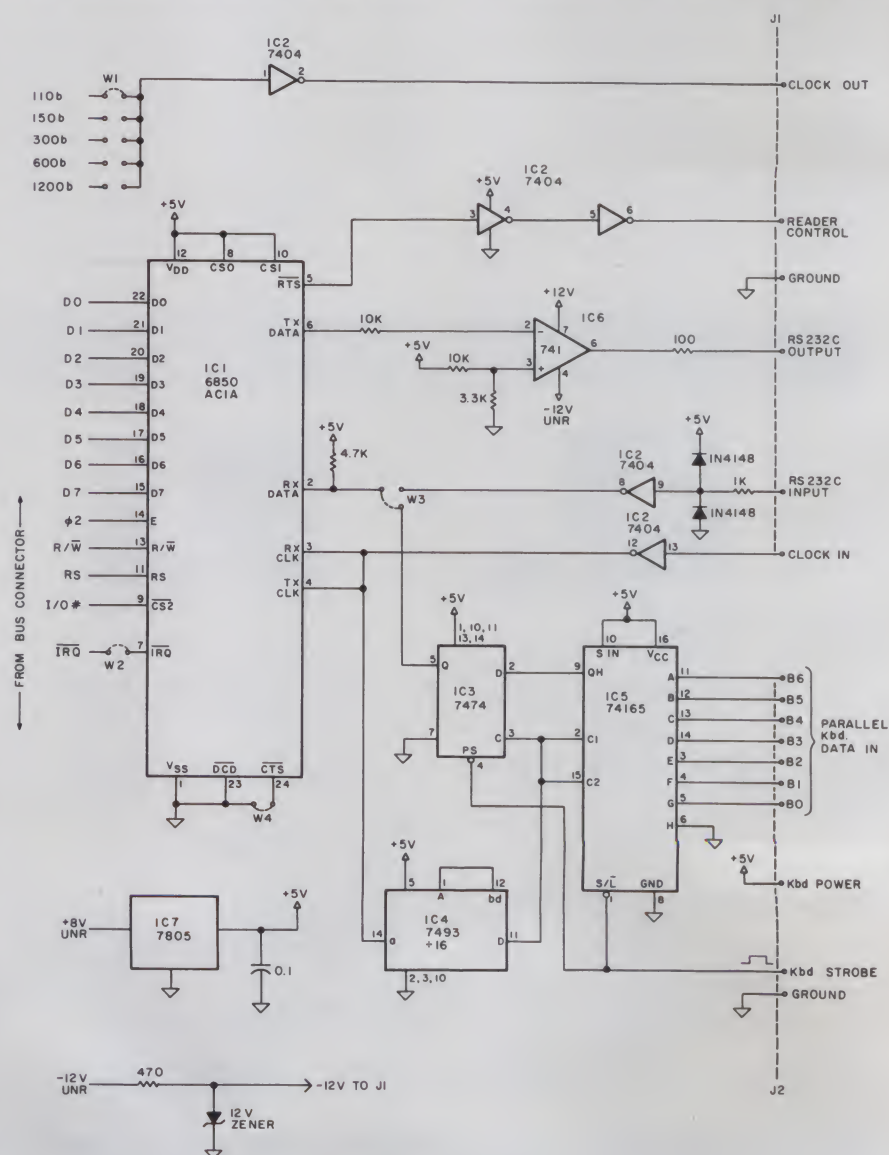 J1
IC2
7404
1
2
CLOCK OUT
W1
110b
150b
300b
600b
1200b
+5V
12
8
10
VDD
CS0
CS1
IC2
+5V 7404
3
4
5
6
READER
CONTROL
5
RTS
GROUND
D0 22 D0
D1 21 D1
D2 20 D2
D3 19 D3
D4 18 D4
D5 17 D5
D6 16 D6
D7 15 D7
φ2 14 E
R/W 13 R/W
RS 11 RS
I/O# 9 CS2
IRQ W2 7 IRQ
FROM BUS CONNECTOR
IC1
6850
ACIA
TX
DATA
6
10K
+12V
IC6
2
−
7
741
6
3
+
4
+5V
10K
3.3K
-12V
UNR
100
RS232C
OUTPUT
+5V
4.7K
RX
DATA
2
W3
IC2
7404
8
9
+5V
1N4148
1K
RS232C
INPUT
1N4148
IC2
7404
RX
CLK
3
12
13
CLOCK IN
TX
CLK
4
+5V
1, 10, 11
13, 14
5
Q
D
2
IC3
7474
7
C
3
PS
4
+5V
10
16
S IN
VCC
9
QH
IC5
74165
2
C1
15
C2
A 11 B6
B 12 B5
C 13 B4
D 14 B3
E 3 B2
F 4 B1
G 5 B0
H 6
PARALLEL
Kbd.
DATA IN
S/L
GND
1
8
+5V
Kbd POWER
VSS
DCD
CTS
1
23
24
W4
+5V
5
1
12
A
bd
14
a
IC4
7493
÷16
D
11
2, 3, 10
Kbd STROBE
GROUND
+8V
UNR
IC7
7805
+5V
0.1
-12V
UNR
470
-12V TO J1
12V
ZENER
J2